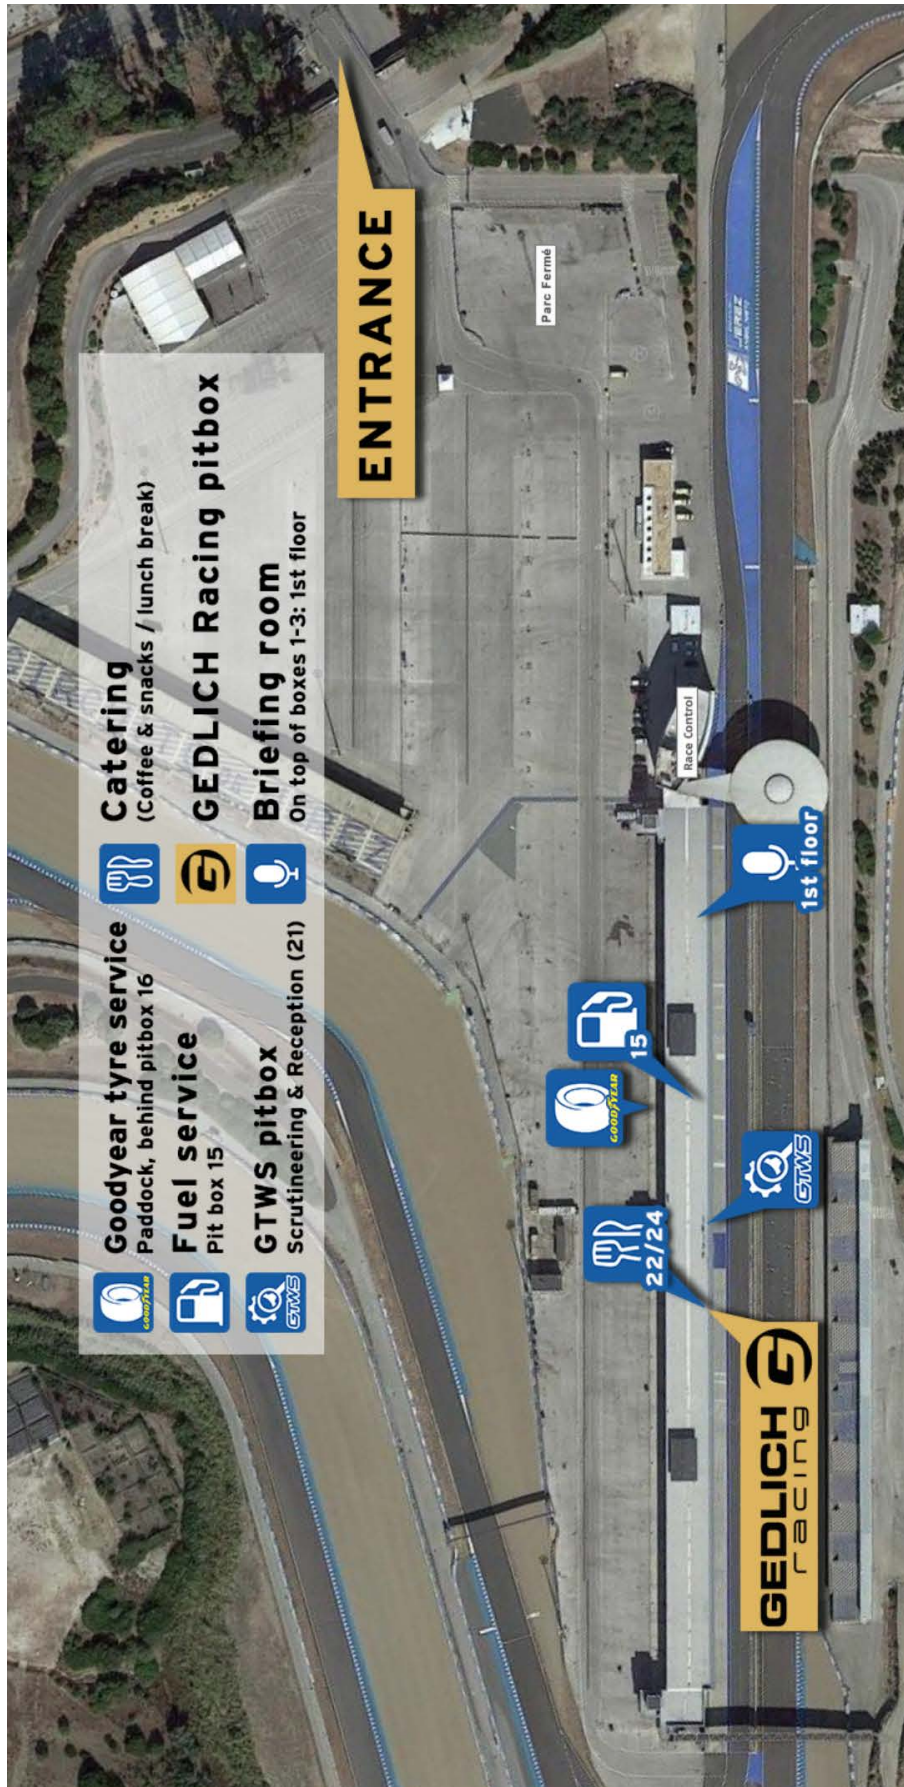 Goodyear tyre service
Paddock, behind pitbox 16
Fuel service
Pit box 15
GTWS pitbox
Scrutineering & Reception (21)
Catering
(Coffee & snacks / lunch break)
GEDLICH Racing pitbox
Briefing room
On top of boxes 1-3: 1st floor
GOODYEAR
GTWS
G
ENTRANCE
Parc Fermé
Race Control
JEREZ
1st floor
15
GOODYEAR
GTWS
22/24
GEDLICH
racing
G